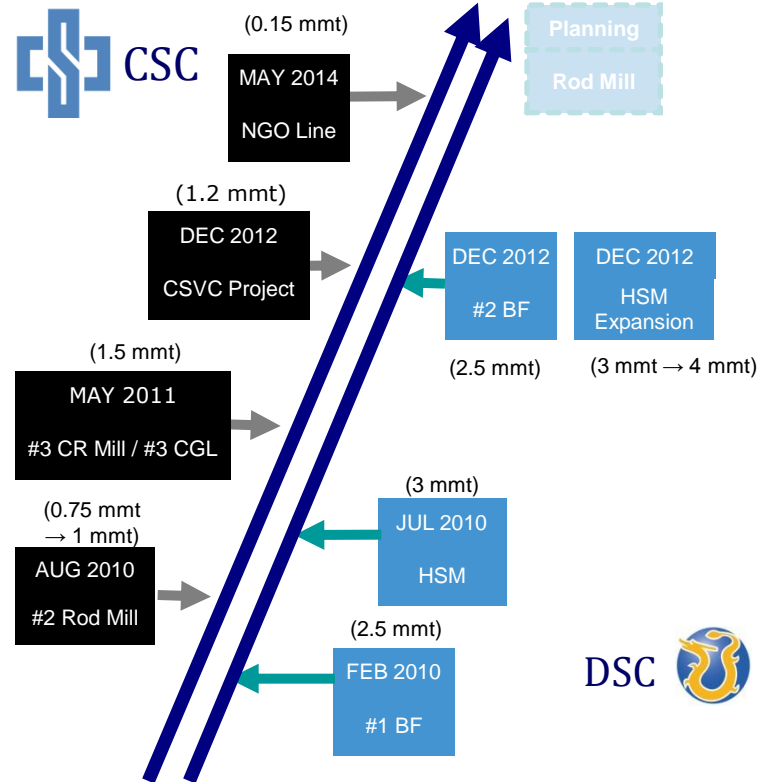 (0.15 mmt)
Planning
Rod Mill
CSC
MAY 2014
NGO Line
(1.2 mmt)
DEC 2012
CSVC Project
DEC 2012
#2 BF
DEC 2012
HSM
Expansion
(2.5 mmt)
(3 mmt → 4 mmt)
(1.5 mmt)
MAY 2011
#3 CR Mill / #3 CGL
(3 mmt)
JUL 2010
HSM
(0.75 mmt
→ 1 mmt)
AUG 2010
#2 Rod Mill
(2.5 mmt)
FEB 2010
#1 BF
DSC